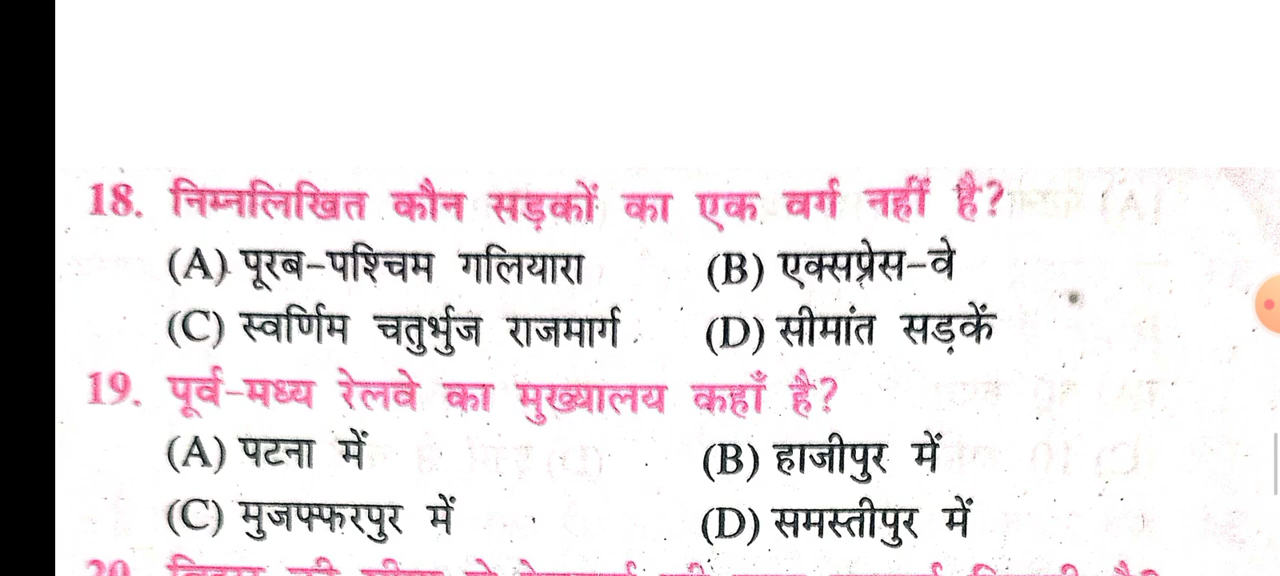 18. निम्नलिखित कौन सड़कों का एक वर्ग नहीं है?
(A) पूरब-पश्चिम गलियारा (B) एक्सप्रेस-वे
(C) स्वर्णिम चतुर्भुज राजमार्ग (D) सीमांत सड़कें
19. पूर्व-मध्य रेलवे का मुख्यालय कहाँ है?
(A) पटना में (B) हाजीपुर में
(C) मुजफ्फरपुर में (D) समस्तीपुर में
20.